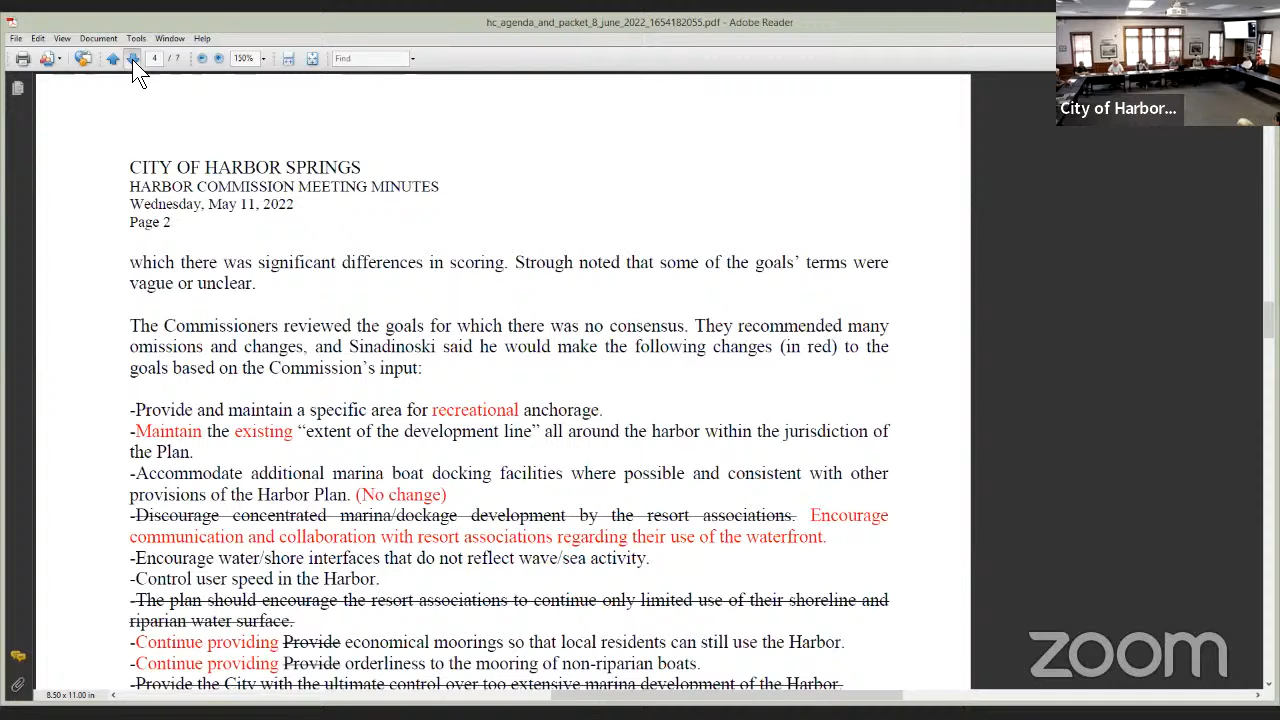 hc_agenda_and_packet_8_june_2022_1654182055.pdf - Adobe Reader
File Edit View Document Tools Window Help
4 / 7 150% Find
City of Harbor...
CITY OF HARBOR SPRINGS
HARBOR COMMISSION MEETING MINUTES
Wednesday, May 11, 2022
Page 2
which there was significant differences in scoring. Strough noted that some of the goals’ terms were
vague or unclear.
The Commissioners reviewed the goals for which there was no consensus. They recommended many
omissions and changes, and Sinadinoski said he would make the following changes (in red) to the
goals based on the Commission’s input:
-Provide and maintain a specific area for recreational anchorage.
-Maintain the existing “extent of the development line” all around the harbor within the jurisdiction of
the Plan.
-Accommodate additional marina boat docking facilities where possible and consistent with other
provisions of the Harbor Plan. (No change)
-Discourage concentrated marina/dockage development by the resort associations. Encourage
communication and collaboration with resort associations regarding their use of the waterfront.
-Encourage water/shore interfaces that do not reflect wave/sea activity.
-Control user speed in the Harbor.
-The plan should encourage the resort associations to continue only limited use of their shoreline and
riparian water surface.
-Continue providing Provide economical moorings so that local residents can still use the Harbor.
-Continue providing Provide orderliness to the mooring of non-riparian boats.
-Provide the City with the ultimate control over too extensive marina development of the Harbor.
8.50 x 11.00 in
zoom